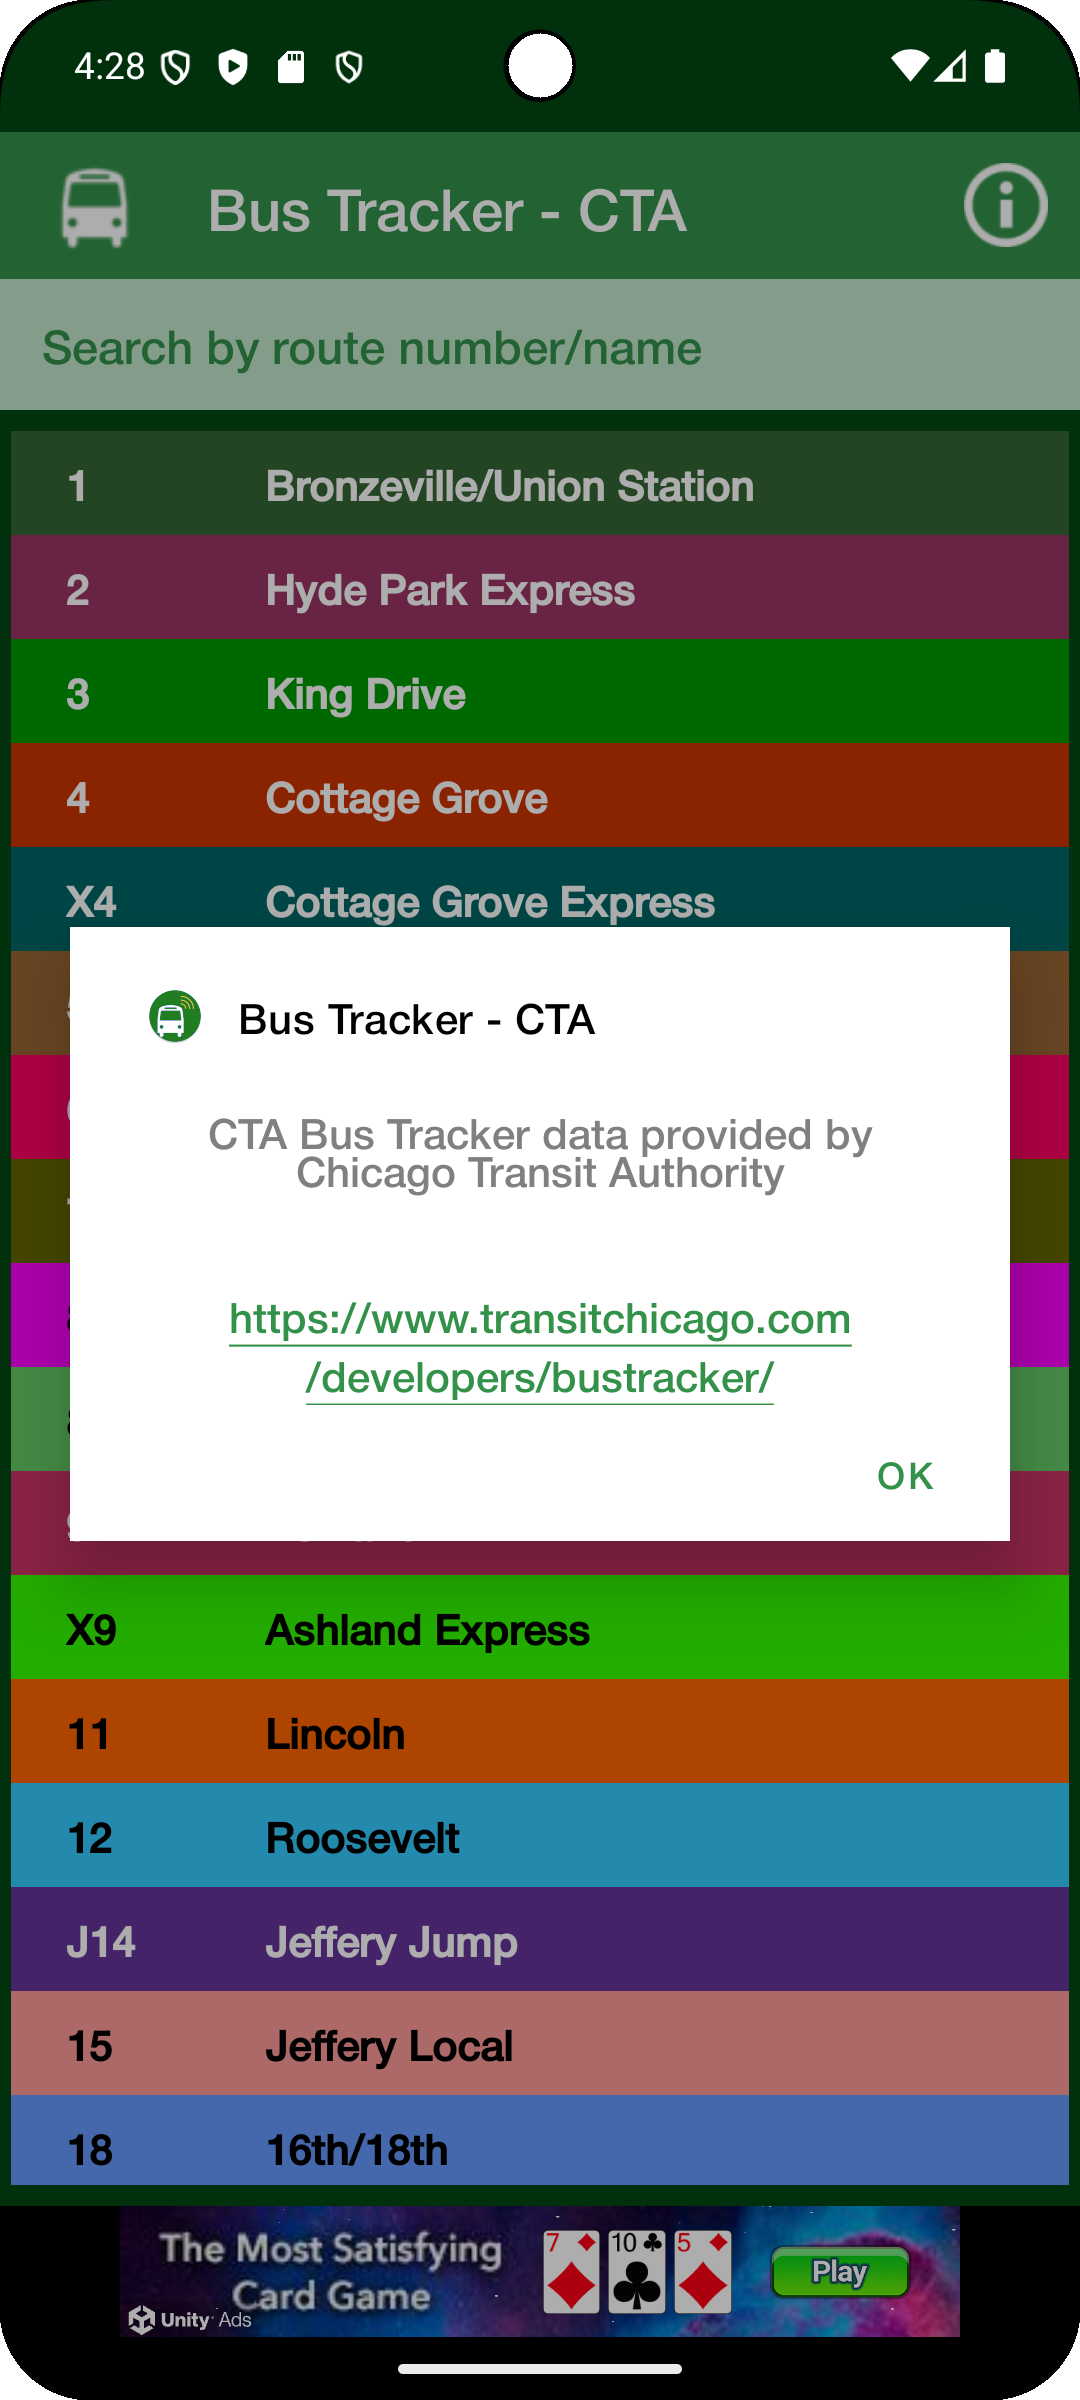 4:28
Bus Tracker - CTA
Search by route number/name
1 Bronzeville/Union Station
2 Hyde Park Express
3 King Drive
4 Cottage Grove
X4 Cottage Grove Express
Bus Tracker - CTA
CTA Bus Tracker data provided by
Chicago Transit Authority
https://www.transitchicago.com
/developers/bustracker/
OK
X9 Ashland Express
11 Lincoln
12 Roosevelt
J14 Jeffery Jump
15 Jeffery Local
18 16th/18th
The Most Satisfying
Card Game
7 10 5
Play
Unity Ads